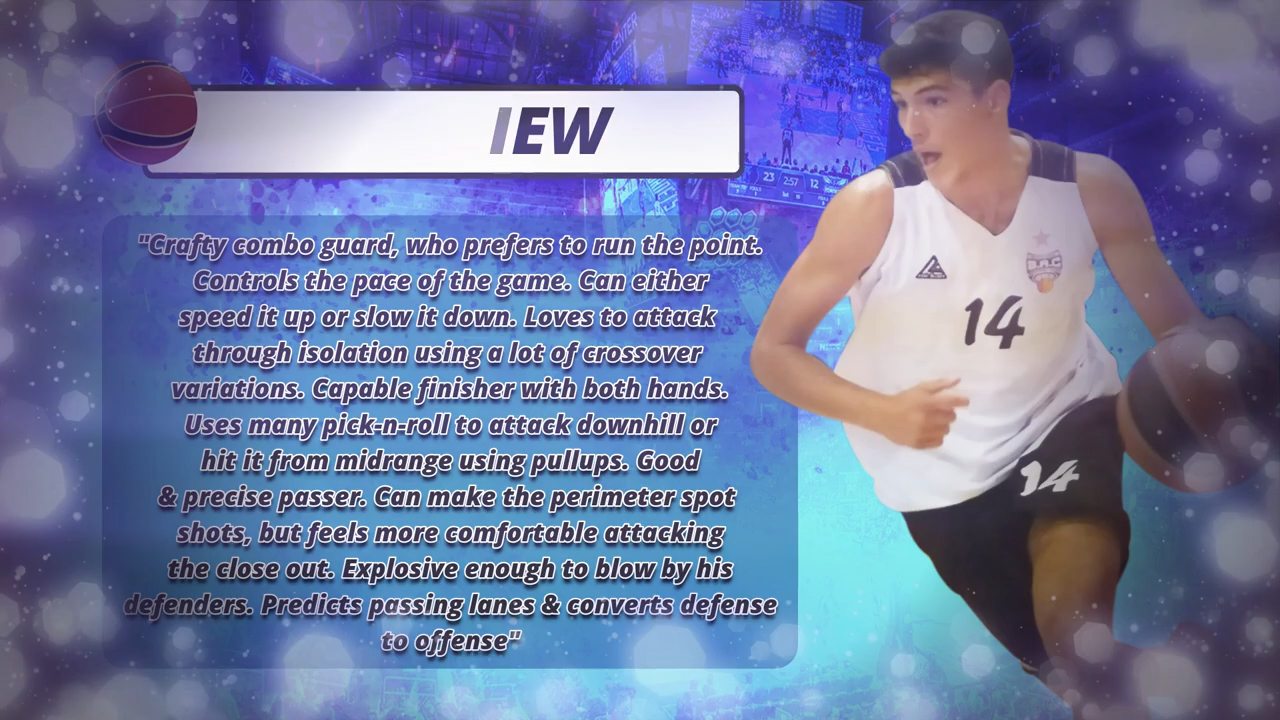 IEW
"Crafty combo guard, who prefers to run the point.
Controls the pace of the game. Can either
speed it up or slow it down. Loves to attack
through isolation using a lot of crossover
variations. Capable finisher with both hands.
Uses many pick-n-roll to attack downhill or
hit it from midrange using pullups. Good
& precise passer. Can make the perimeter spot
shots, but feels more comfortable attacking
the close out. Explosive enough to blow by his
defenders. Predicts passing lanes & converts defense
to offense"
23 2:57 12
14
14